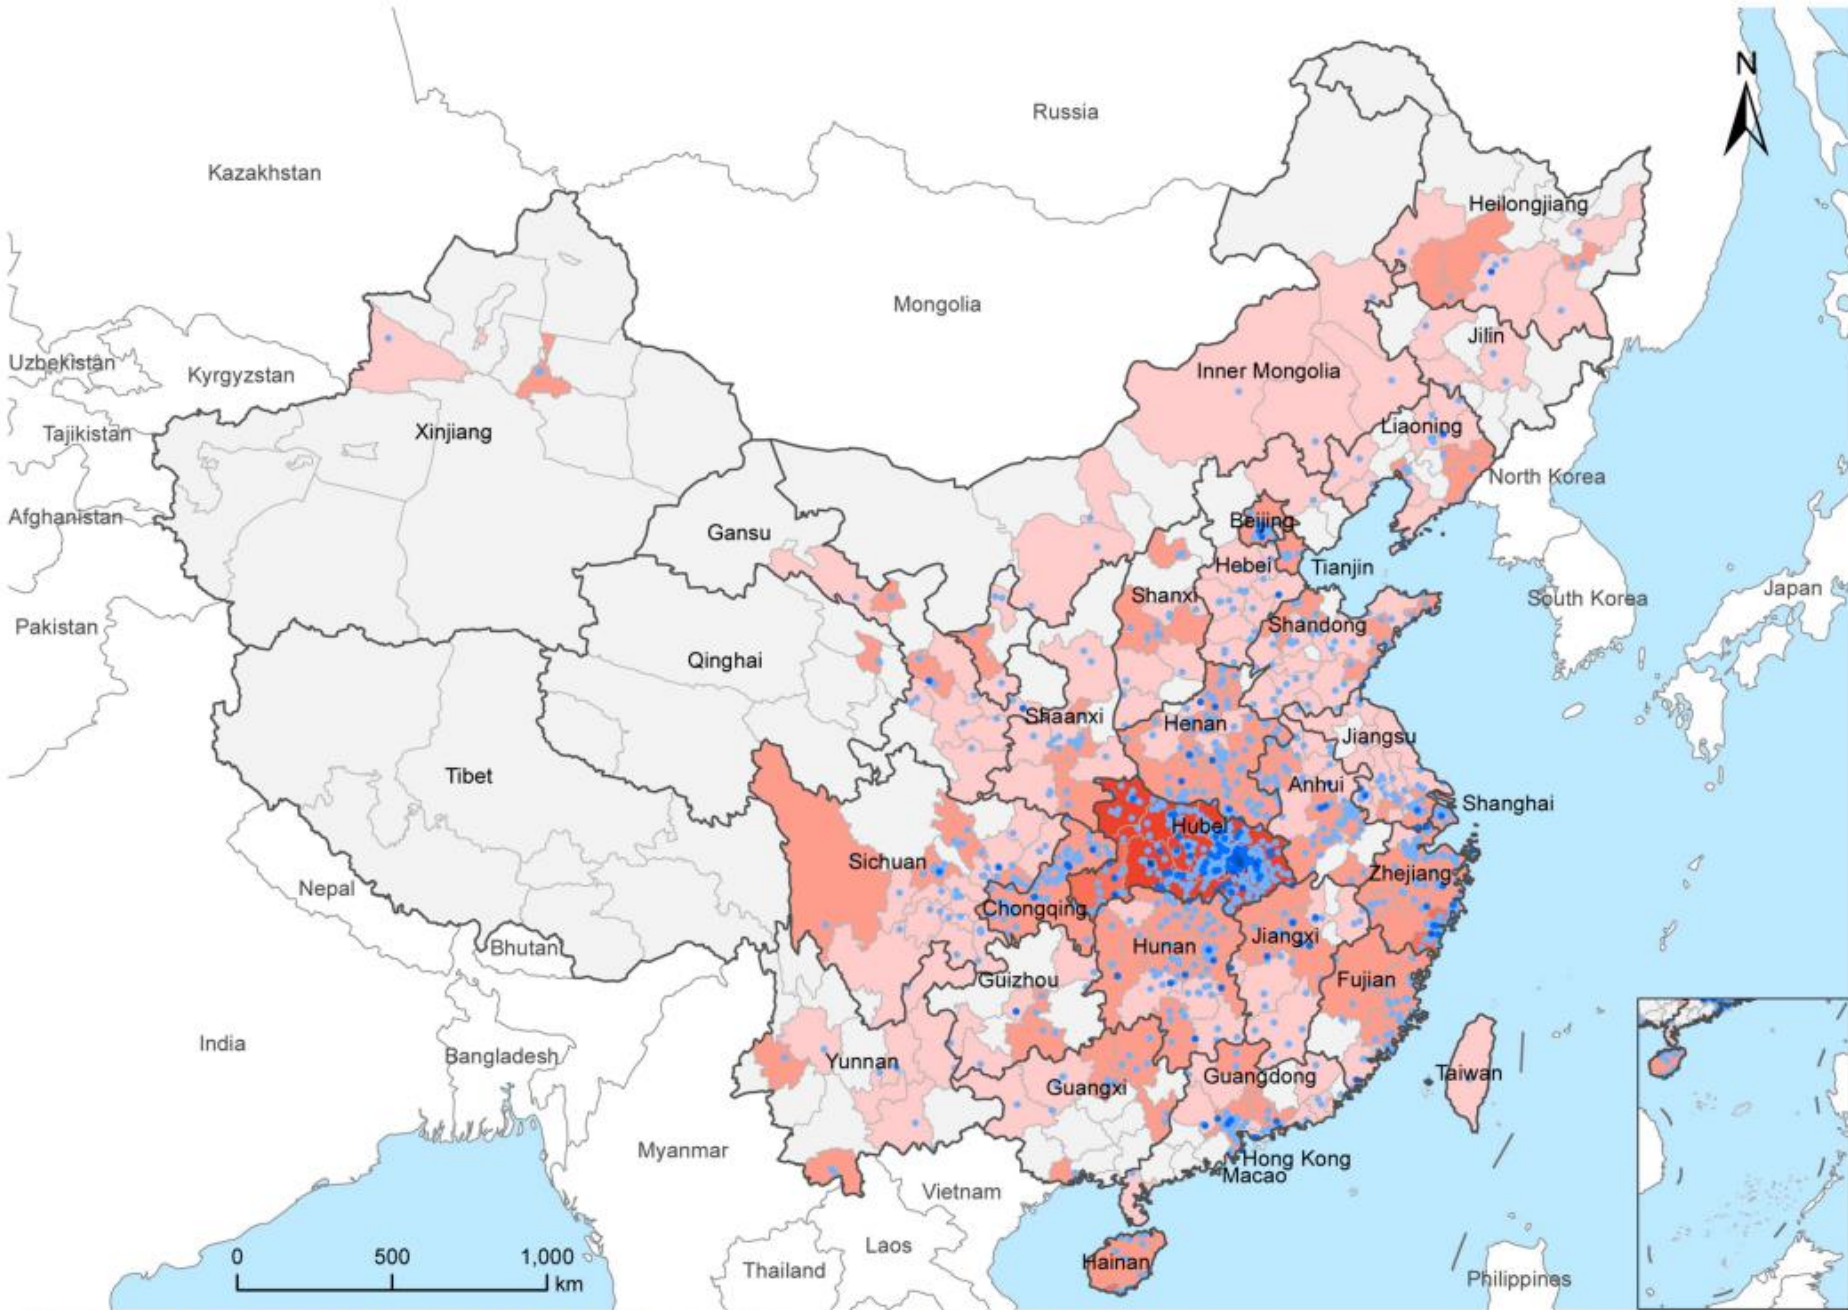 N
Russia
Kazakhstan
Heilongjiang
Mongolia
Jilin
Uzbekistan
Kyrgyzstan
Inner Mongolia
Xinjiang
Tajikistan
Liaoning
North Korea
Afghanistan
Gansu
Beijing
Hebei
Tianjin
Shanxi
South Korea
Japan
Pakistan
Shandong
Qinghai
Shaanxi
Henan
Jiangsu
Tibet
Anhui
Shanghai
Hubei
Sichuan
Zhejiang
Nepal
Chongqing
Bhutan
Hunan
Jiangxi
Guizhou
Fujian
India
Bangladesh
Yunnan
Guangxi
Guangdong
Taiwan
Myanmar
Hong Kong
Macao
Vietnam
Laos
Hainan
Thailand
Philippines
0 500 1,000
km